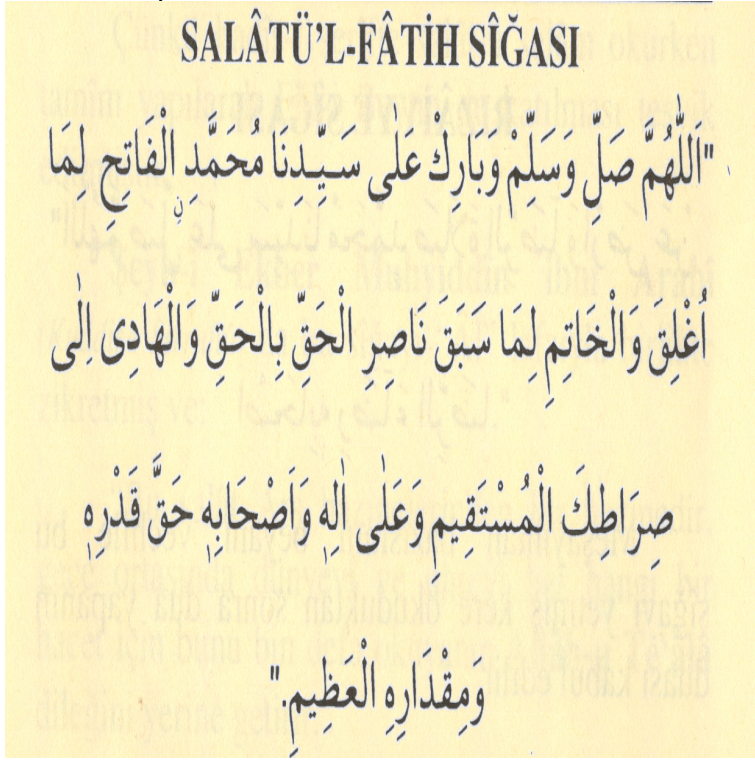 SALÂTÜ'L-FÂTİH SÎĞASI
"اَللّٰهُمَّ صَلِّ وَسَلِّمْ وَبَارِكْ عَلٰى سَيِّدِنَا مُحَمَّدٍ نِ الْفَاتِحِ لِمَا
اُغْلِقَ وَالْخَاتِمِ لِمَا سَبَقَ نَاصِرِ الْحَقِّ بِالْحَقِّ وَالْهَادِى اِلٰى
صِرَاطِكَ الْمُسْتَقِيمِ وَعَلٰى اٰلِهٖ وَاَصْحَابِهٖ حَقَّ قَدْرِهٖ
وَمِقْدَارِهِ الْعَظِيمِ."